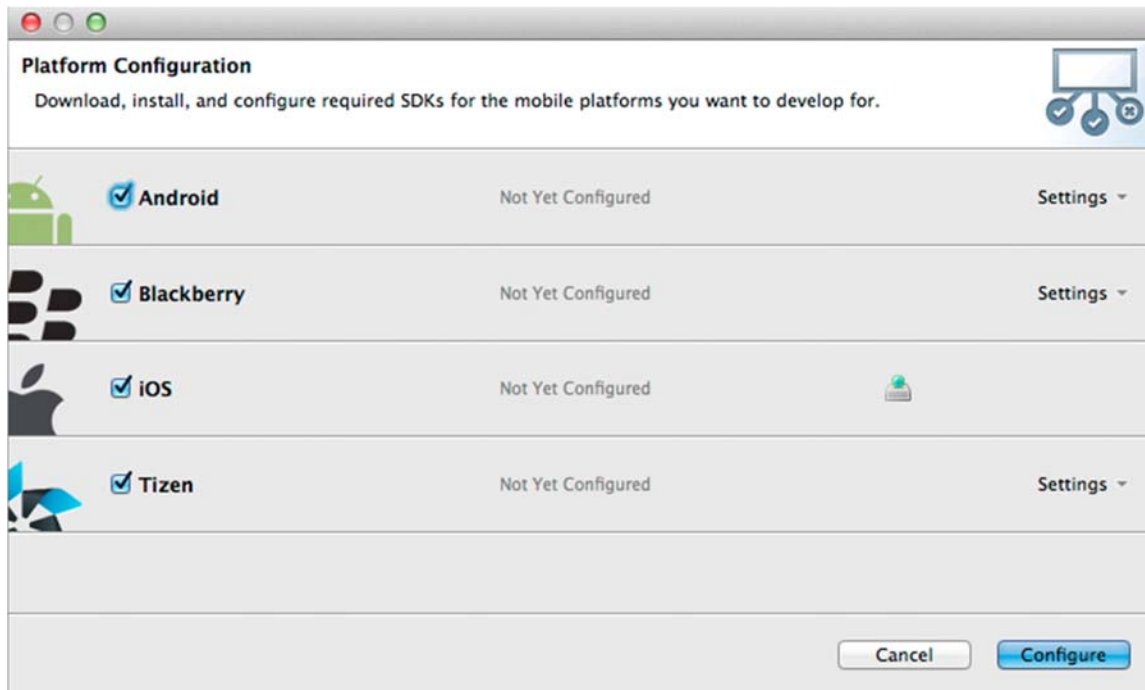 Platform Configuration
Download, install, and configure required SDKs for the mobile platforms you want to develop for.
Android Not Yet Configured Settings
Blackberry Not Yet Configured Settings
iOS Not Yet Configured
Tizen Not Yet Configured Settings
Cancel Configure